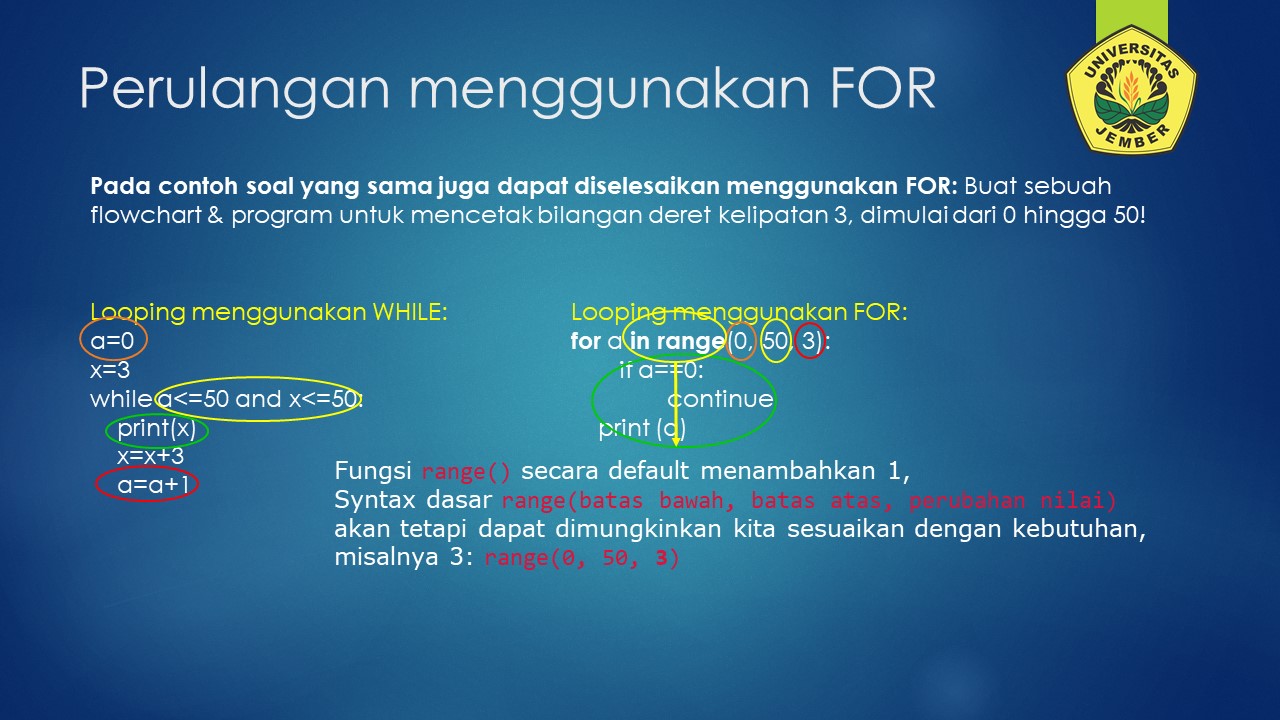 Perulangan menggunakan FOR
UNIVERSITAS
JEMBER
Pada contoh soal yang sama juga dapat diselesaikan menggunakan FOR: Buat sebuah
flowchart & program untuk mencetak bilangan deret kelipatan 3, dimulai dari 0 hingga 50!
Looping menggunakan WHILE:
a=0
x=3
while a<=50 and x<=50:
print(x)
x=x+3
a=a+1
Looping menggunakan FOR:
for a in range(0, 50, 3):
if a==0:
continue
print (a)
Fungsi range() secara default menambahkan 1,
Syntax dasar range(batas bawah, batas atas, perubahan nilai)
akan tetapi dapat dimungkinkan kita sesuaikan dengan kebutuhan,
misalnya 3: range(0, 50, 3)